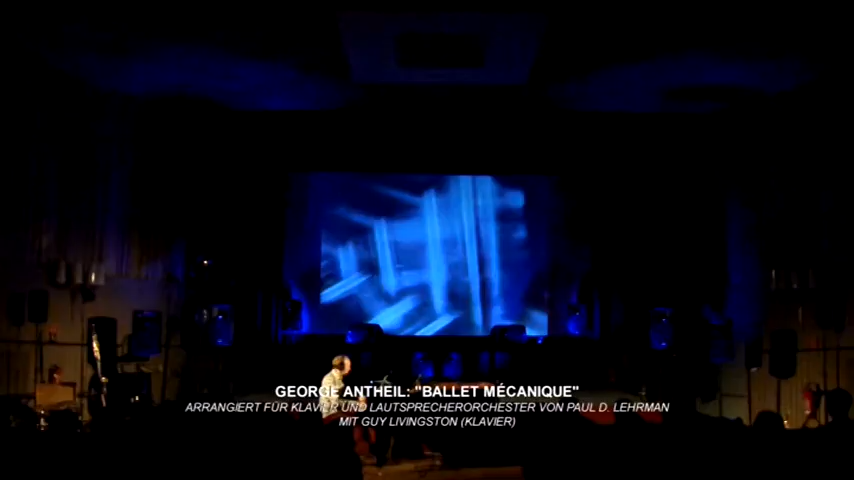 GEORGE ANTHEIL: "BALLET MÉCANIQUE"
ARRANGIERT FÜR KLAVIER UND LAUTSPRECHERORCHESTER VON PAUL D. LEHRMAN
MIT GUY LIVINGSTON (KLAVIER)